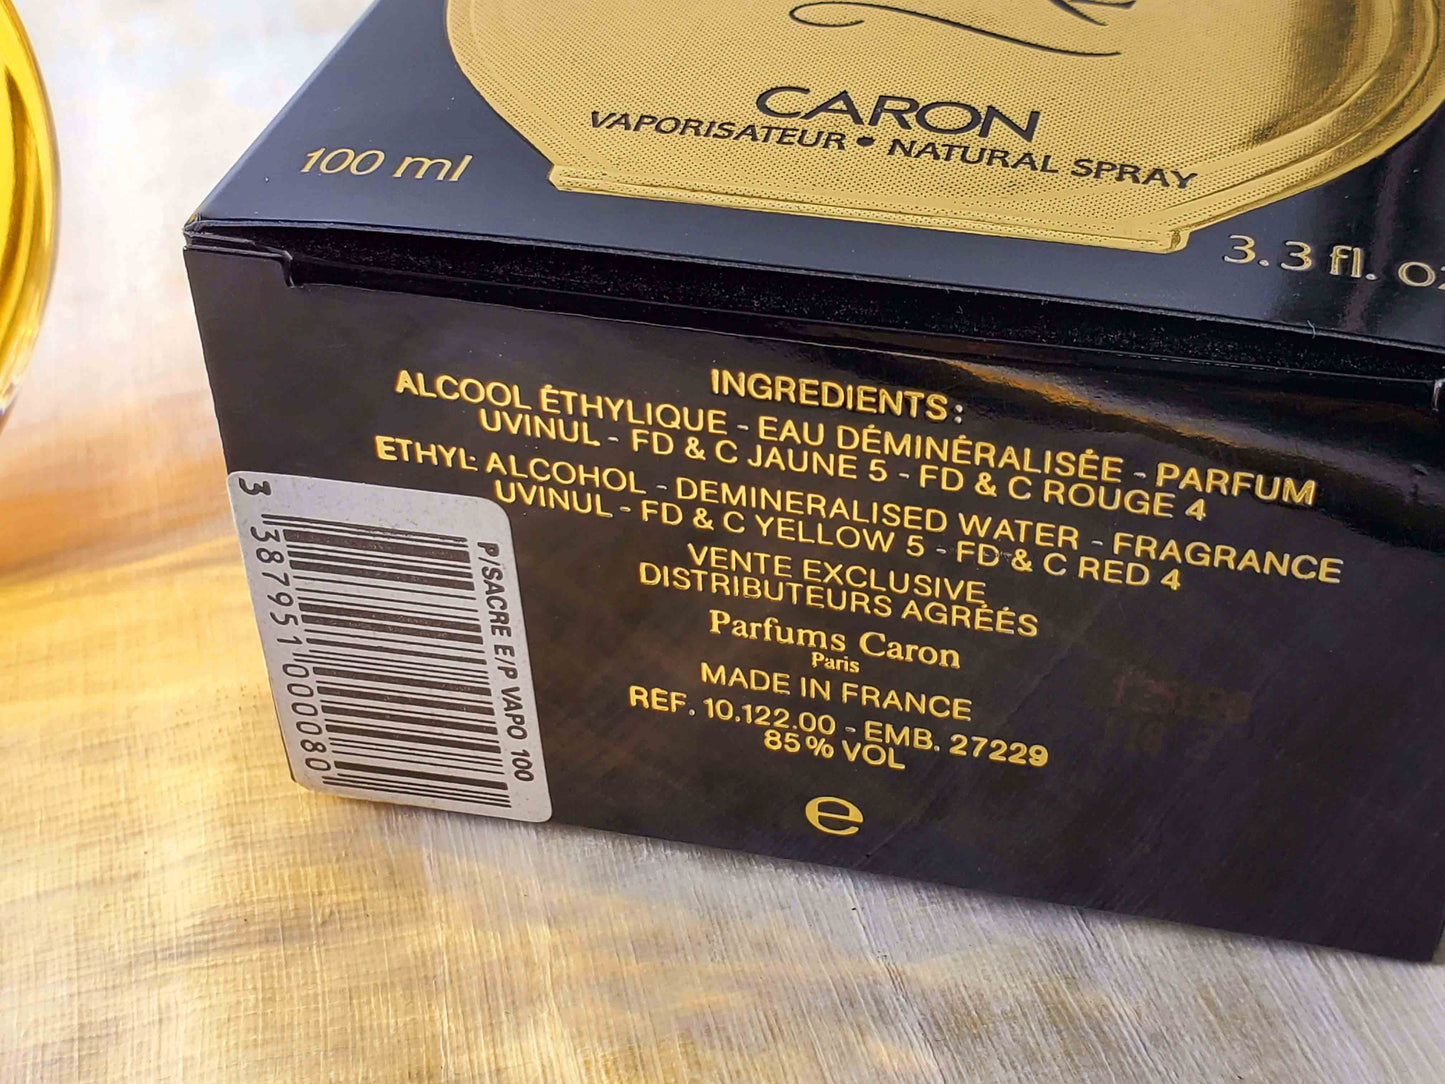 CARON
VAPORISATEUR • NATURAL SPRAY
100 ml
3.3 fl. oz
INGREDIENTS:
ALCOOL ÉTHYLIQUE - EAU DÉMINÉRALISÉE - PARFUM
UVINUL - FD & C JAUNE 5 - FD & C ROUGE 4
ETHYL ALCOHOL - DEMINERALISED WATER - FRAGRANCE
UVINUL - FD & C YELLOW 5 - FD & C RED 4
VENTE EXCLUSIVE
DISTRIBUTEURS AGRÉÉS
Parfums Caron
Paris
MADE IN FRANCE
REF. 10.122.00 - EMB. 27229
85% VOL
e
P/SACRE E/P VAPO 100
3 387951 000080